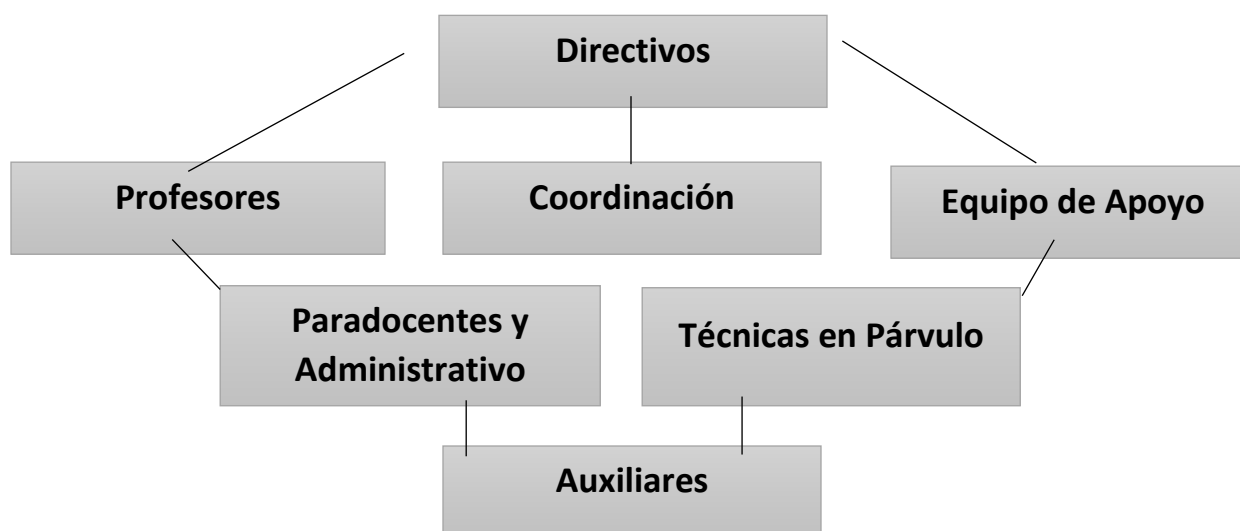 Directivos
Profesores
Coordinación
Equipo de Apoyo
Paradocentes y
Administrativo
Técnicas en Párvulo
Auxiliares